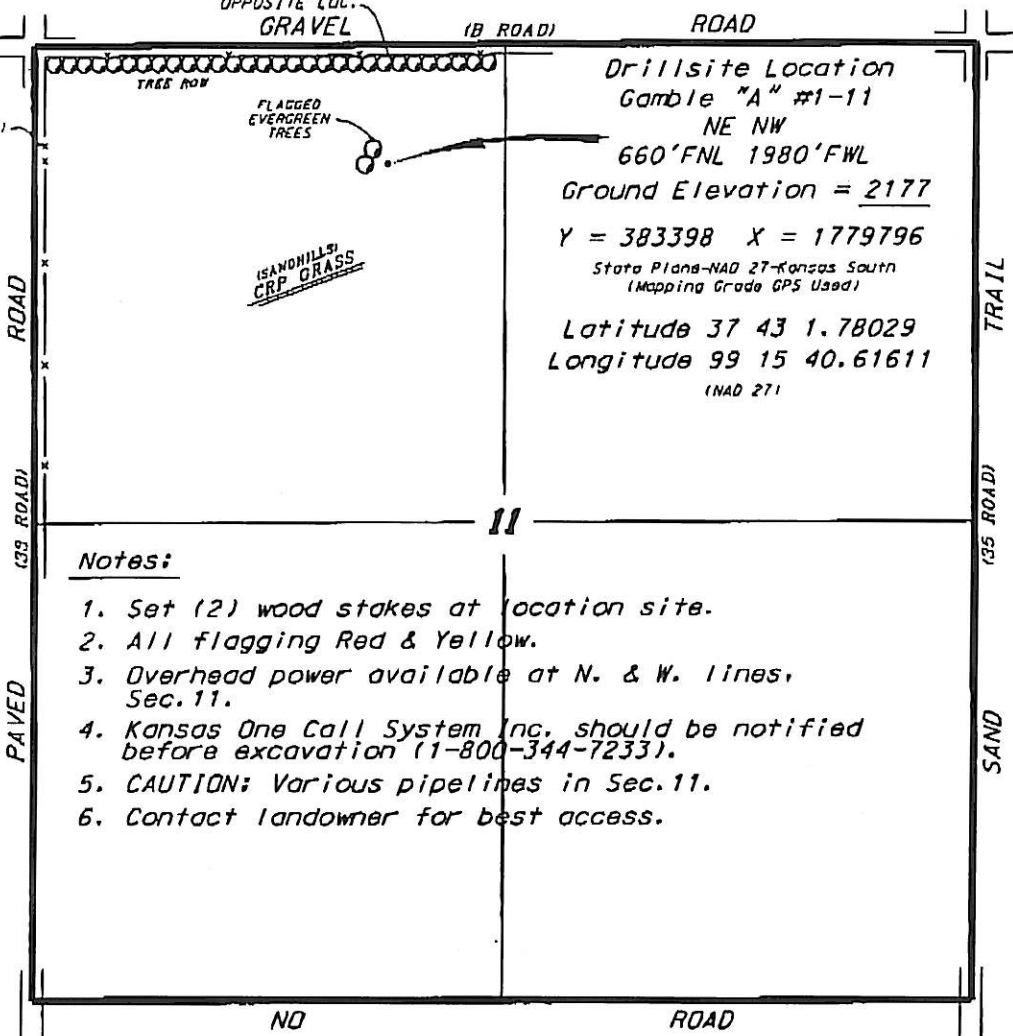 OPPOSITE LOC.
GRAVEL (B ROAD) ROAD
TREE ROW
FLAGGED
EVERGREEN
TREES
Drillsite Location
Gamble "A" #1-11
NE NW
660'FNL 1980'FWL
Ground Elevation = 2177
Y = 383398 X = 1779796
State Plane-NAD 27-Kansas South
(Mapping Grade GPS Used)
Latitude 37 43 1.78029
Longitude 99 15 40.61611
(NAD 27)
(SANDHILLS)
CRP GRASS
PAVED (139 ROAD) ROAD
SAND (135 ROAD) TRAIL
11
Notes:
1. Set (2) wood stakes at location site.
2. All flagging Red & Yellow.
3. Overhead power available at N. & W. lines,
Sec.11.
4. Kansas One Call System Inc. should be notified
before excavation (1-800-344-7233).
5. CAUTION: Various pipelines in Sec.11.
6. Contact landowner for best access.
NO ROAD